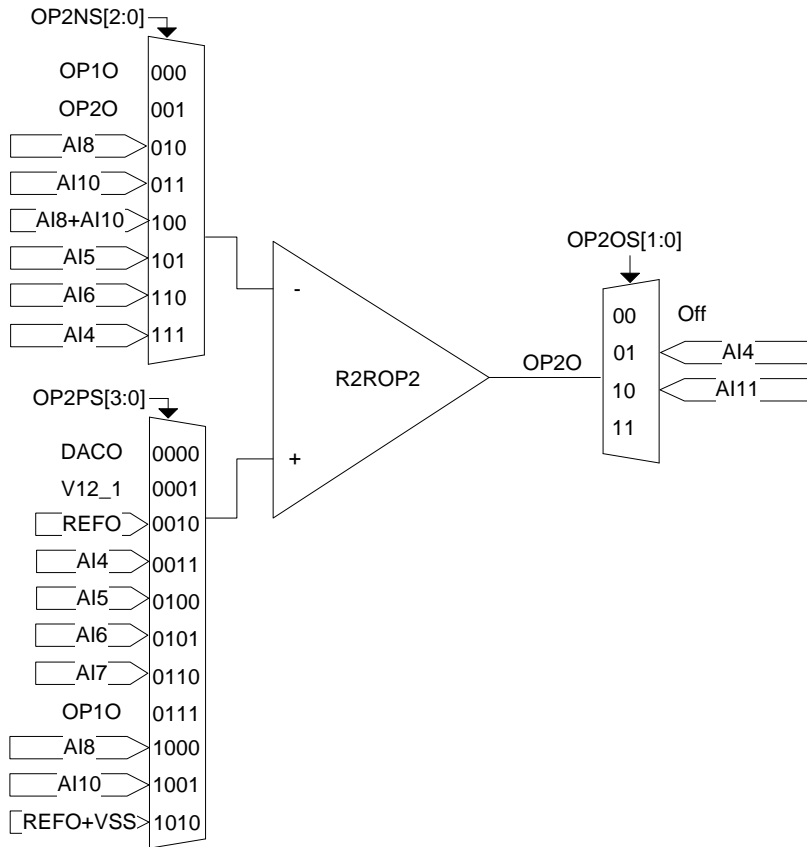 OP2NS[2:0]
OP1O 000
OP2O 001
AI8 010
AI10 011
AI8+AI10 100
AI5 101
AI6 110
AI4 111
-
R2ROP2
+
OP2O
OP2OS[1:0]
00 Off
01 AI4
10 AI11
11
OP2PS[3:0]
DACO 0000
V12_1 0001
REFO 0010
AI4 0011
AI5 0100
AI6 0101
AI7 0110
OP1O 0111
AI8 1000
AI10 1001
REFO+VSS 1010